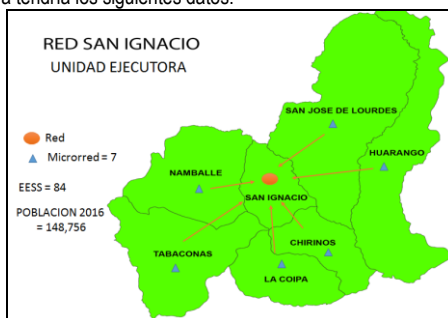 a tendría los siguientes datos:
RED SAN IGNACIO
UNIDAD EJECUTORA
Red
Microrred = 7
EESS = 84
POBLACION 2016
= 148,756
SAN JOSE DE LOURDES
HUARANGO
NAMBALLE
SAN IGNACIO
CHIRINOS
TABACONAS
LA COIPA